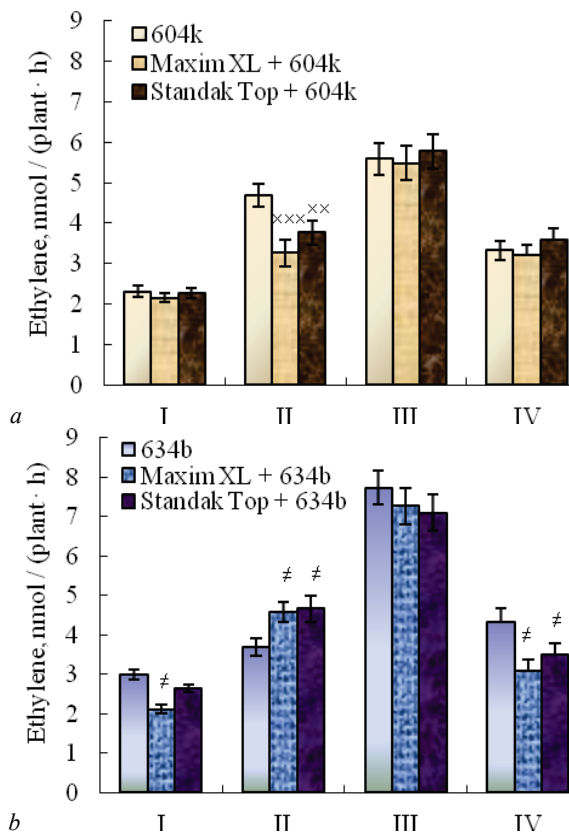 Ethylene, nmol / (plant · h)
9
8
7
6
5
4
3
2
1
0
604k
Maxim XL + 604k
Standak Top + 604k
××× ××
I II III IV
a
Ethylene, nmol / (plant · h)
9
8
7
6
5
4
3
2
1
0
634b
Maxim XL + 634b
Standak Top + 634b
≠ ≠ ≠ ≠ ≠
I II III IV
b